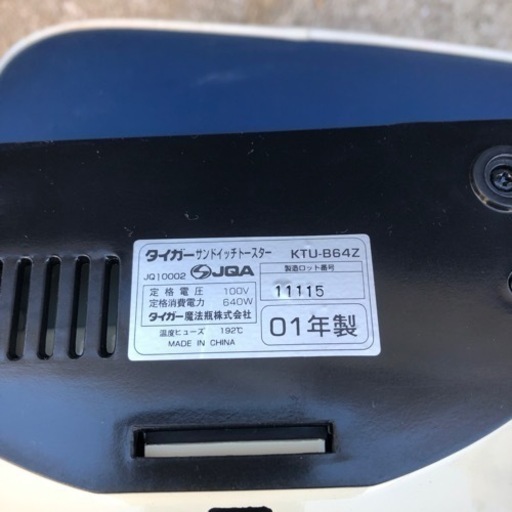 タイガーサンドイッチトースター KTU-B64Z
JQ10002 JQA 製造ロット番号
11115
定格電圧 100V
定格消費電力 640W
タイガー魔法瓶株式会社
01年製
温度ヒューズ 192℃
MADE IN CHINA